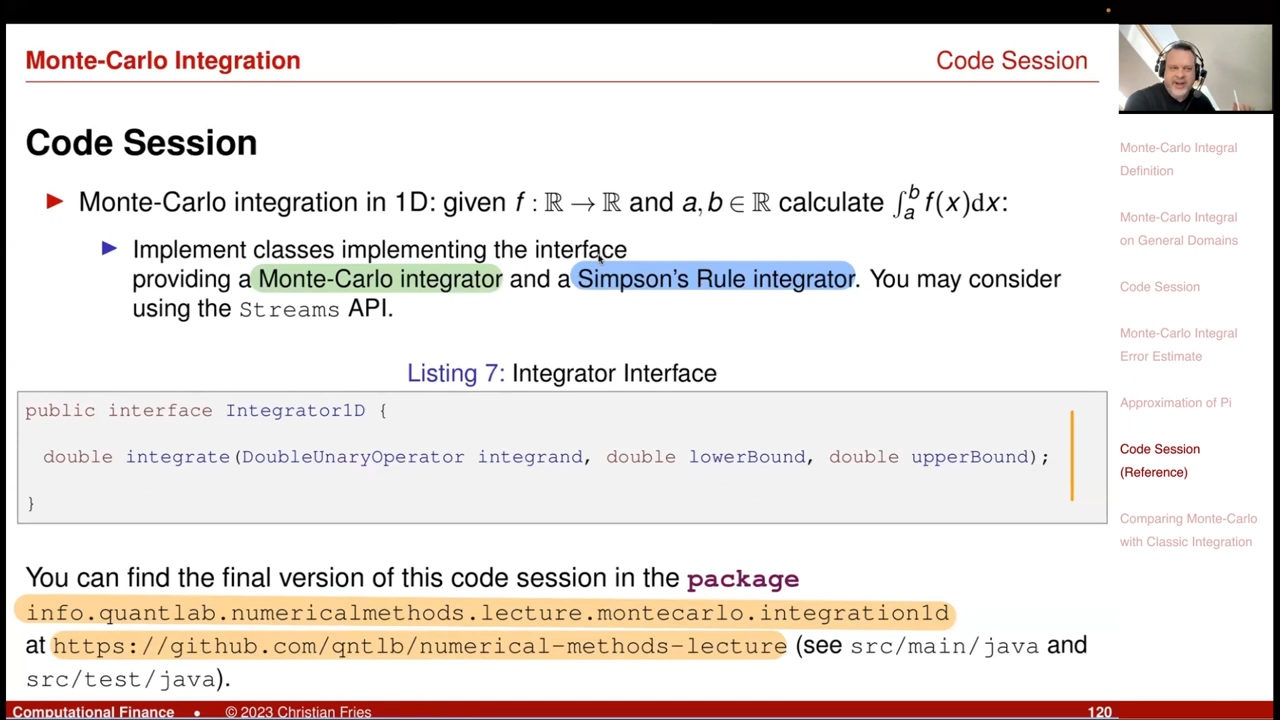 Monte-Carlo Integration
Code Session
Code Session
► Monte-Carlo integration in 1D: given f : ℝ → ℝ and a, b ∈ ℝ calculate ∫ₐᵇ f(x)dx:
► Implement classes implementing the interface
providing a Monte-Carlo integrator and a Simpson's Rule integrator. You may consider
using the Streams API.
Listing 7: Integrator Interface
public interface Integrator1D {
double integrate(DoubleUnaryOperator integrand, double lowerBound, double upperBound);
}
You can find the final version of this code session in the package
info.quantlab.numericalmethods.lecture.montecarlo.integration1d
at https://github.com/qntlb/numerical-methods-lecture (see src/main/java and
src/test/java).
Computational Finance • © 2023 Christian Fries
120
Monte-Carlo Integral
Definition
Monte-Carlo Integral
on General Domains
Code Session
Monte-Carlo Integral
Error Estimate
Approximation of Pi
Code Session
(Reference)
Comparing Monte-Carlo
with Classic Integration